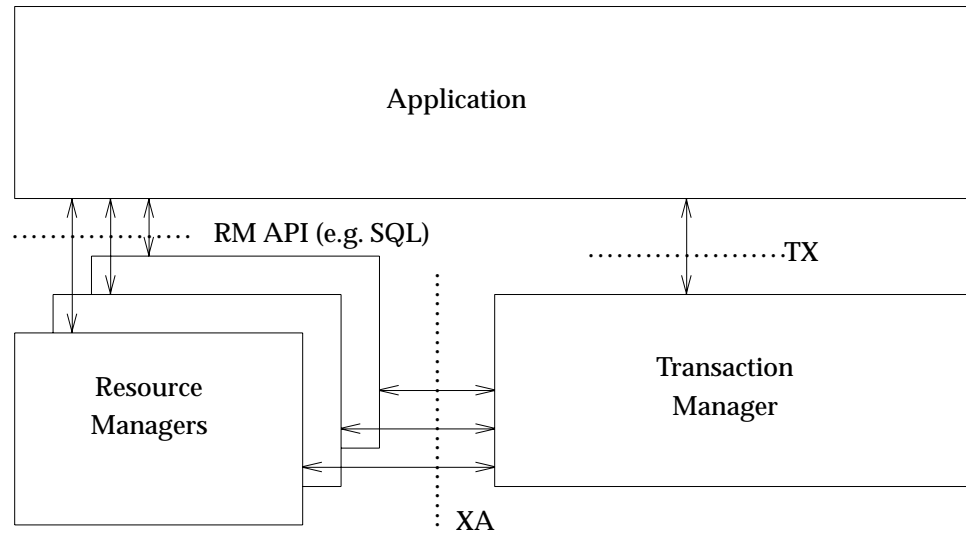 Application
RM API (e.g. SQL)
TX
Resource
Managers
Transaction
Manager
XA